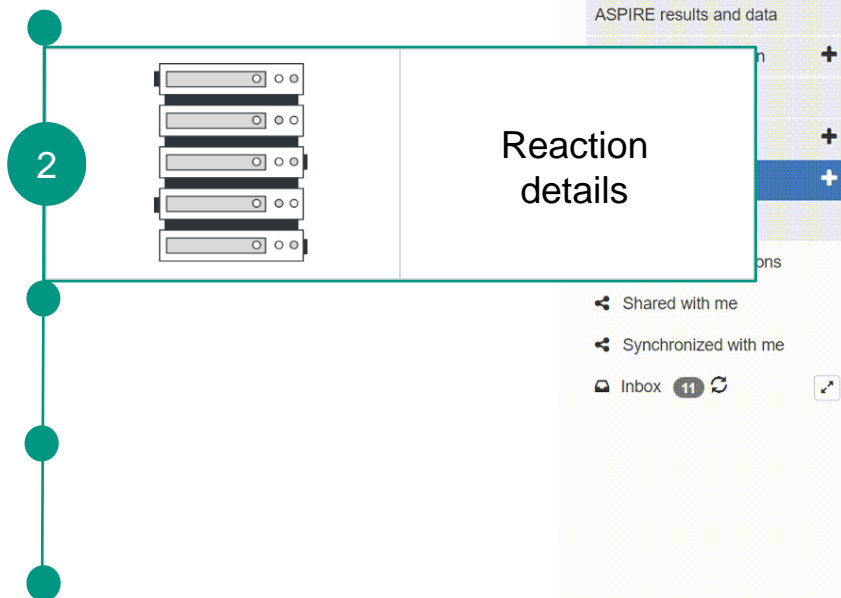 ASPIRE results and data
2
Reaction
details
Shared with me
Synchronized with me
Inbox 11